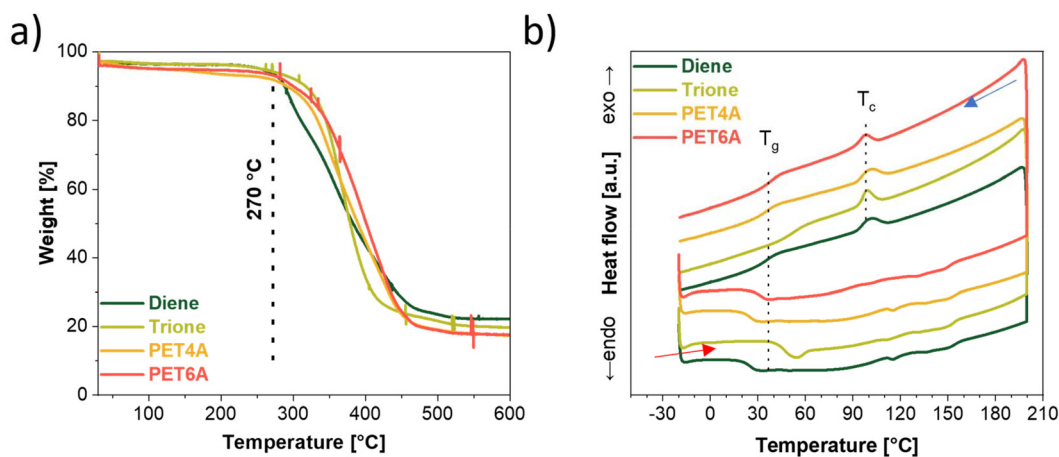 a)
100
80
60
40
20
0
Weight [%]
270 °C
Diene
Trione
PET4A
PET6A
100
200
300
400
500
600
Temperature [°C]
b)
exo →
Heat flow [a.u.]
←endo
Diene
Trione
PET4A
PET6A
Tg
Tc
-30
0
30
60
90
120
150
180
210
Temperature [°C]